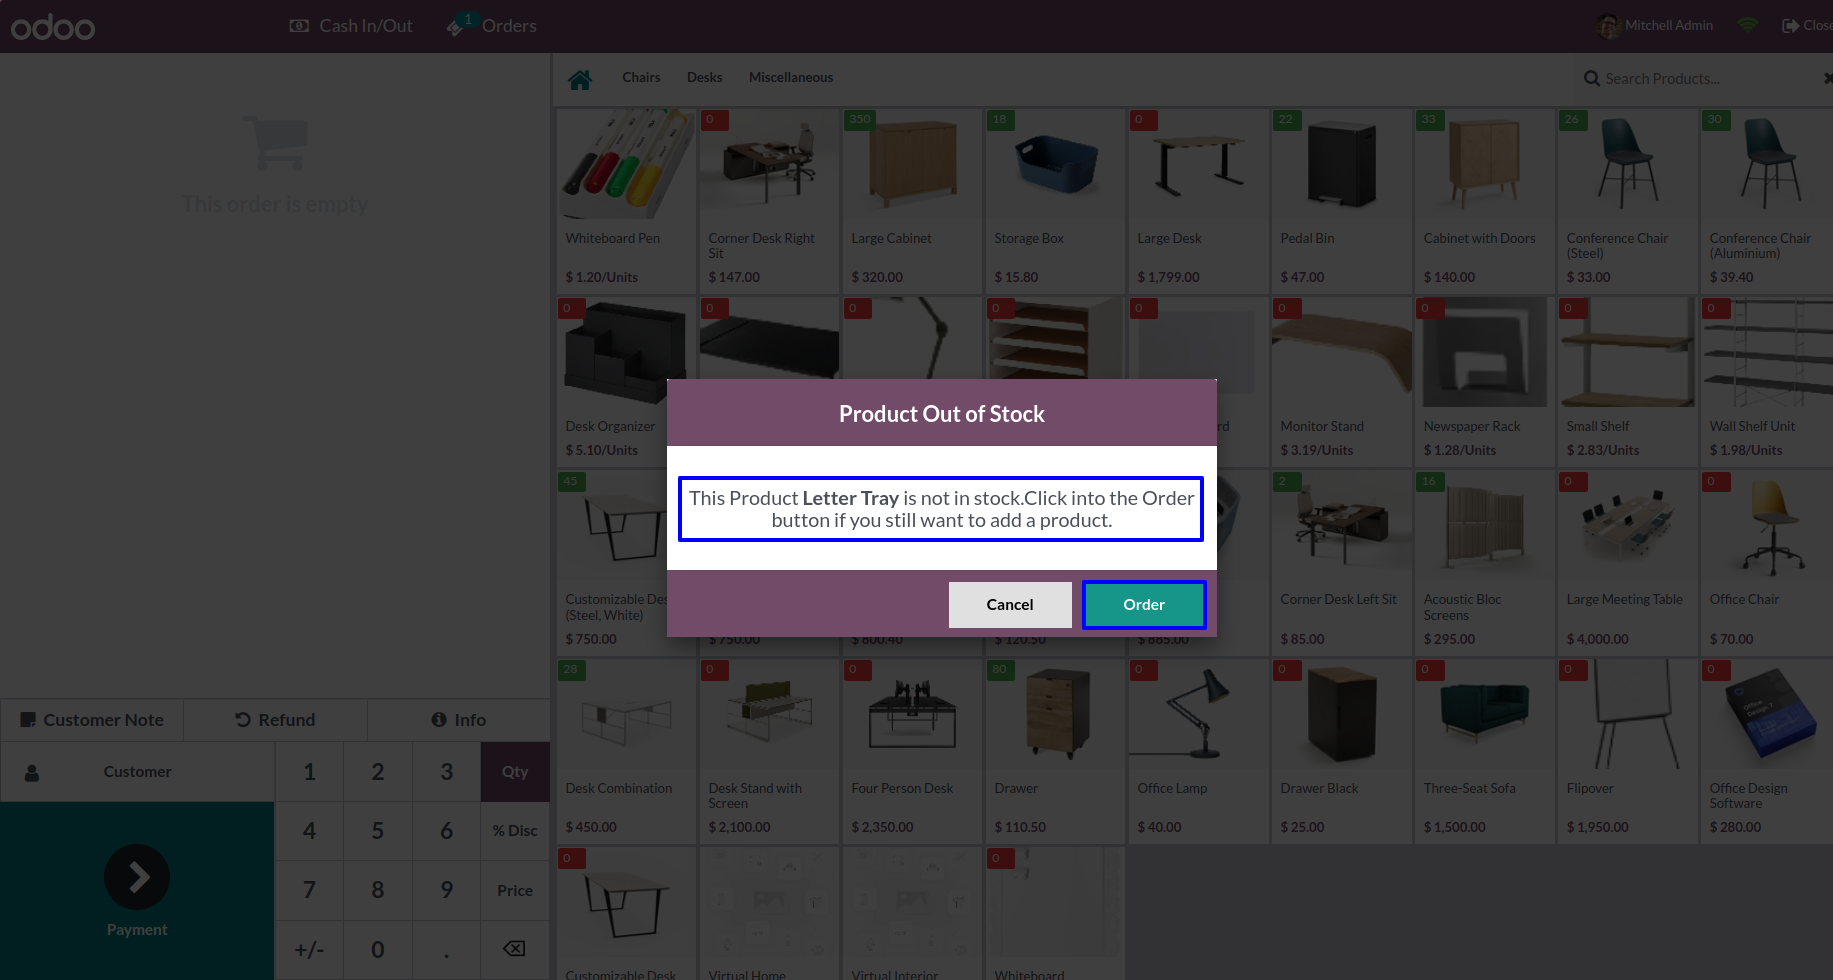 odoo
Cash In/Out
1
Orders
Mitchell Admin
Close
This order is empty
Chairs
Desks
Miscellaneous
Search Products...
Whiteboard Pen
$ 1.20/Units
0
Corner Desk Right
Sit
$ 147.00
350
Large Cabinet
$ 320.00
18
Storage Box
$ 15.80
0
Large Desk
$ 1,799.00
22
Pedal Bin
$ 47.00
33
Cabinet with Doors
$ 140.00
26
Conference Chair
(Steel)
$ 33.00
30
Conference Chair
(Aluminium)
$ 39.40
0
Desk Organizer
$ 5.10/Units
0
0
0
0
rd
0
Monitor Stand
$ 3.19/Units
0
Newspaper Rack
$ 1.28/Units
0
Small Shelf
$ 2.83/Units
0
Wall Shelf Unit
$ 1.98/Units
Product Out of Stock
This Product Letter Tray is not in stock.Click into the Order
button if you still want to add a product.
Cancel
Order
45
Customizable Des
(Steel, White)
$ 750.00
$ 750.00
$ 800.40
$ 120.50
$ 885.00
2
Corner Desk Left Sit
$ 85.00
16
Acoustic Bloc
Screens
$ 295.00
0
Large Meeting Table
$ 4,000.00
0
Office Chair
$ 70.00
28
Desk Combination
$ 450.00
0
Desk Stand with
Screen
$ 2,100.00
0
Four Person Desk
$ 2,350.00
80
Drawer
$ 110.50
0
Office Lamp
$ 40.00
0
Drawer Black
$ 25.00
0
Three-Seat Sofa
$ 1,500.00
0
Flipover
$ 1,950.00
0
Office
Design 7
Office Design
Software
$ 280.00
0
Customizable Desk
Virtual Home
Virtual Interior
0
Whiteboard
Customer Note
Refund
Info
Customer
1
2
3
Qty
4
5
6
% Disc
7
8
9
Price
+/-
0
.
Payment